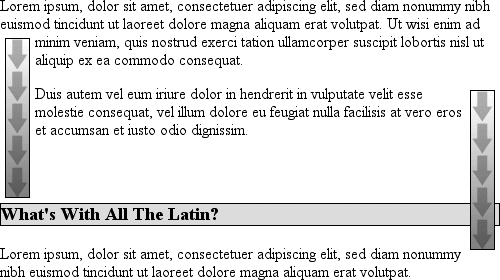 Lorem ipsum, dolor sit amet, consectetuer adipiscing elit, sed diam nonummy nibh
euismod tincidunt ut laoreet dolore magna aliquam erat volutpat. Ut wisi enim ad
minim veniam, quis nostrud exerci tation ullamcorper suscipit lobortis nisl ut
aliquip ex ea commodo consequat.
Duis autem vel eum iriure dolor in hendrerit in vulputate velit esse
molestie consequat, vel illum dolore eu feugiat nulla facilisis at vero eros
et accumsan et iusto odio dignissim.
What's With All The Latin?
Lorem ipsum, dolor sit amet, consectetuer adipiscing elit, sed diam nonummy
nibh euismod tincidunt ut laoreet dolore magna aliquam erat volutpat.